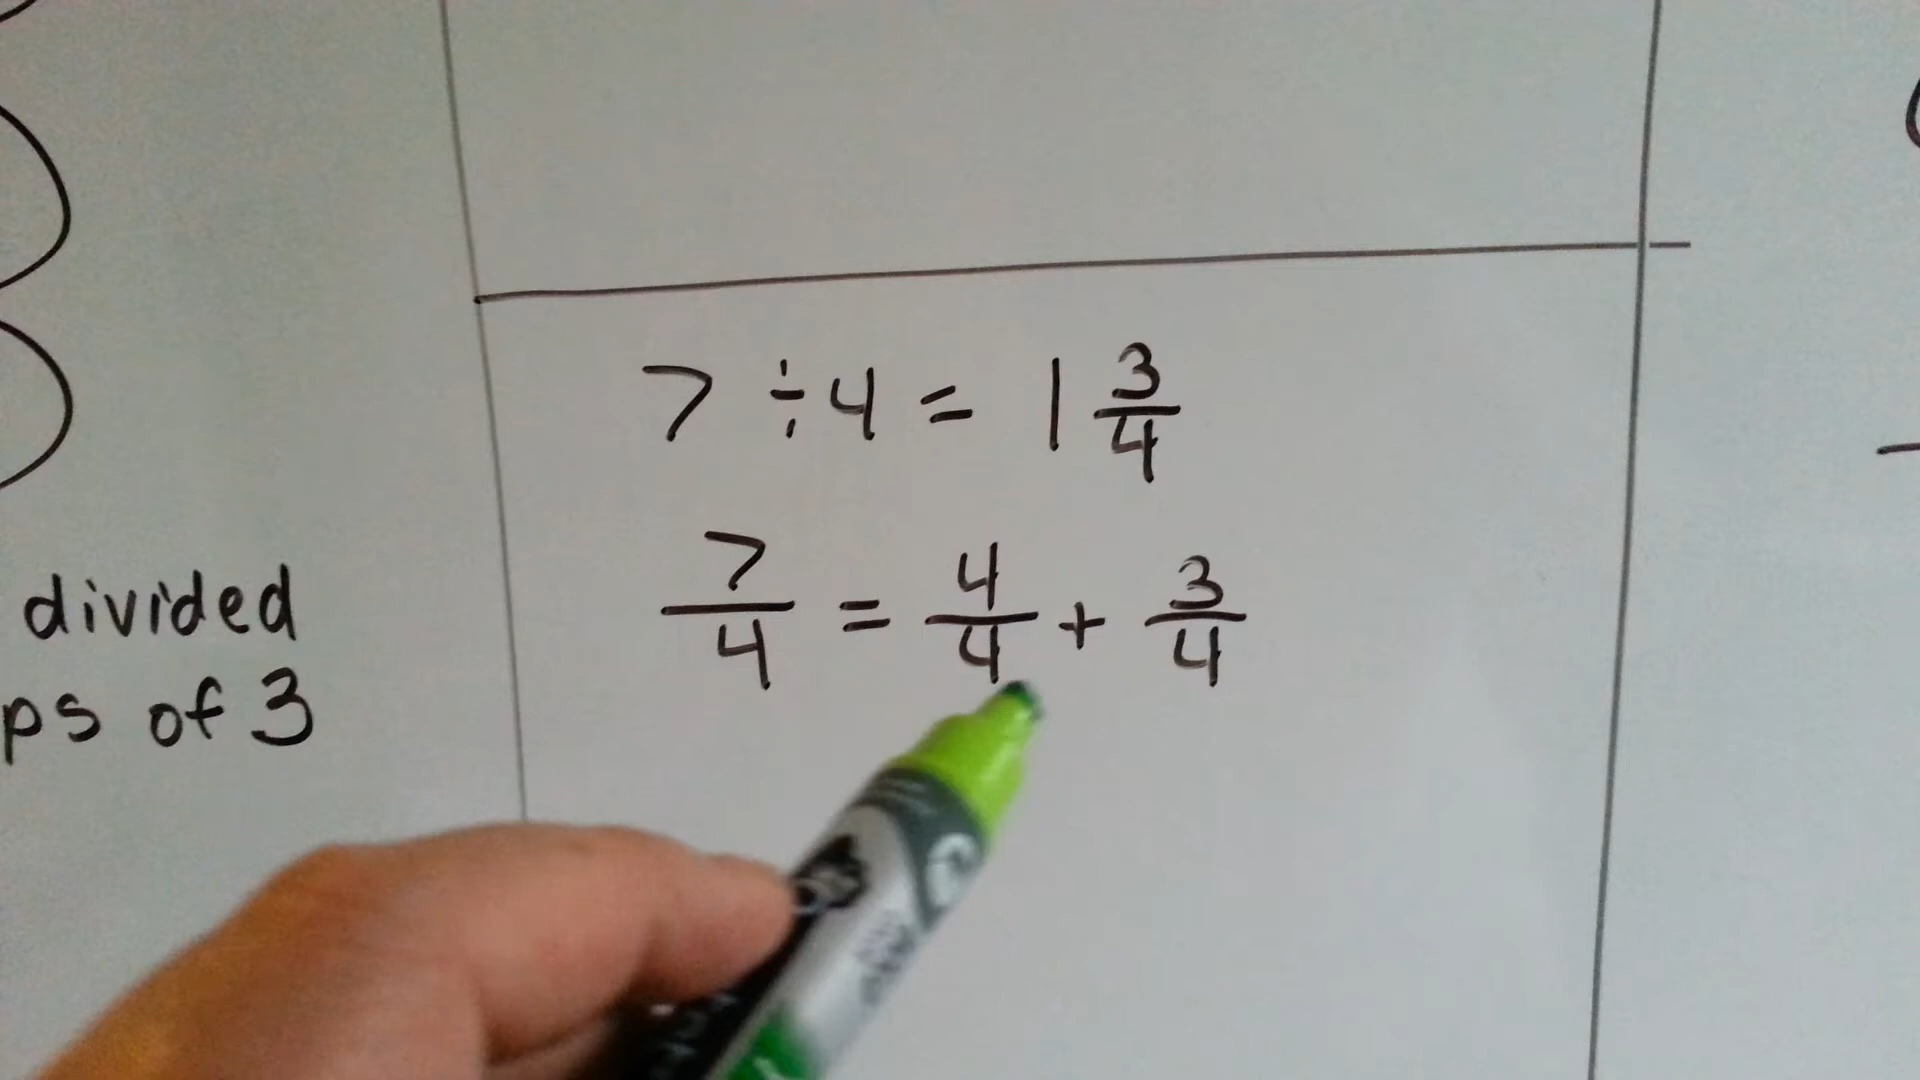 7 ÷ 4 = 1 3/4
7/4 = 4/4 + 3/4
divided
ps of 3